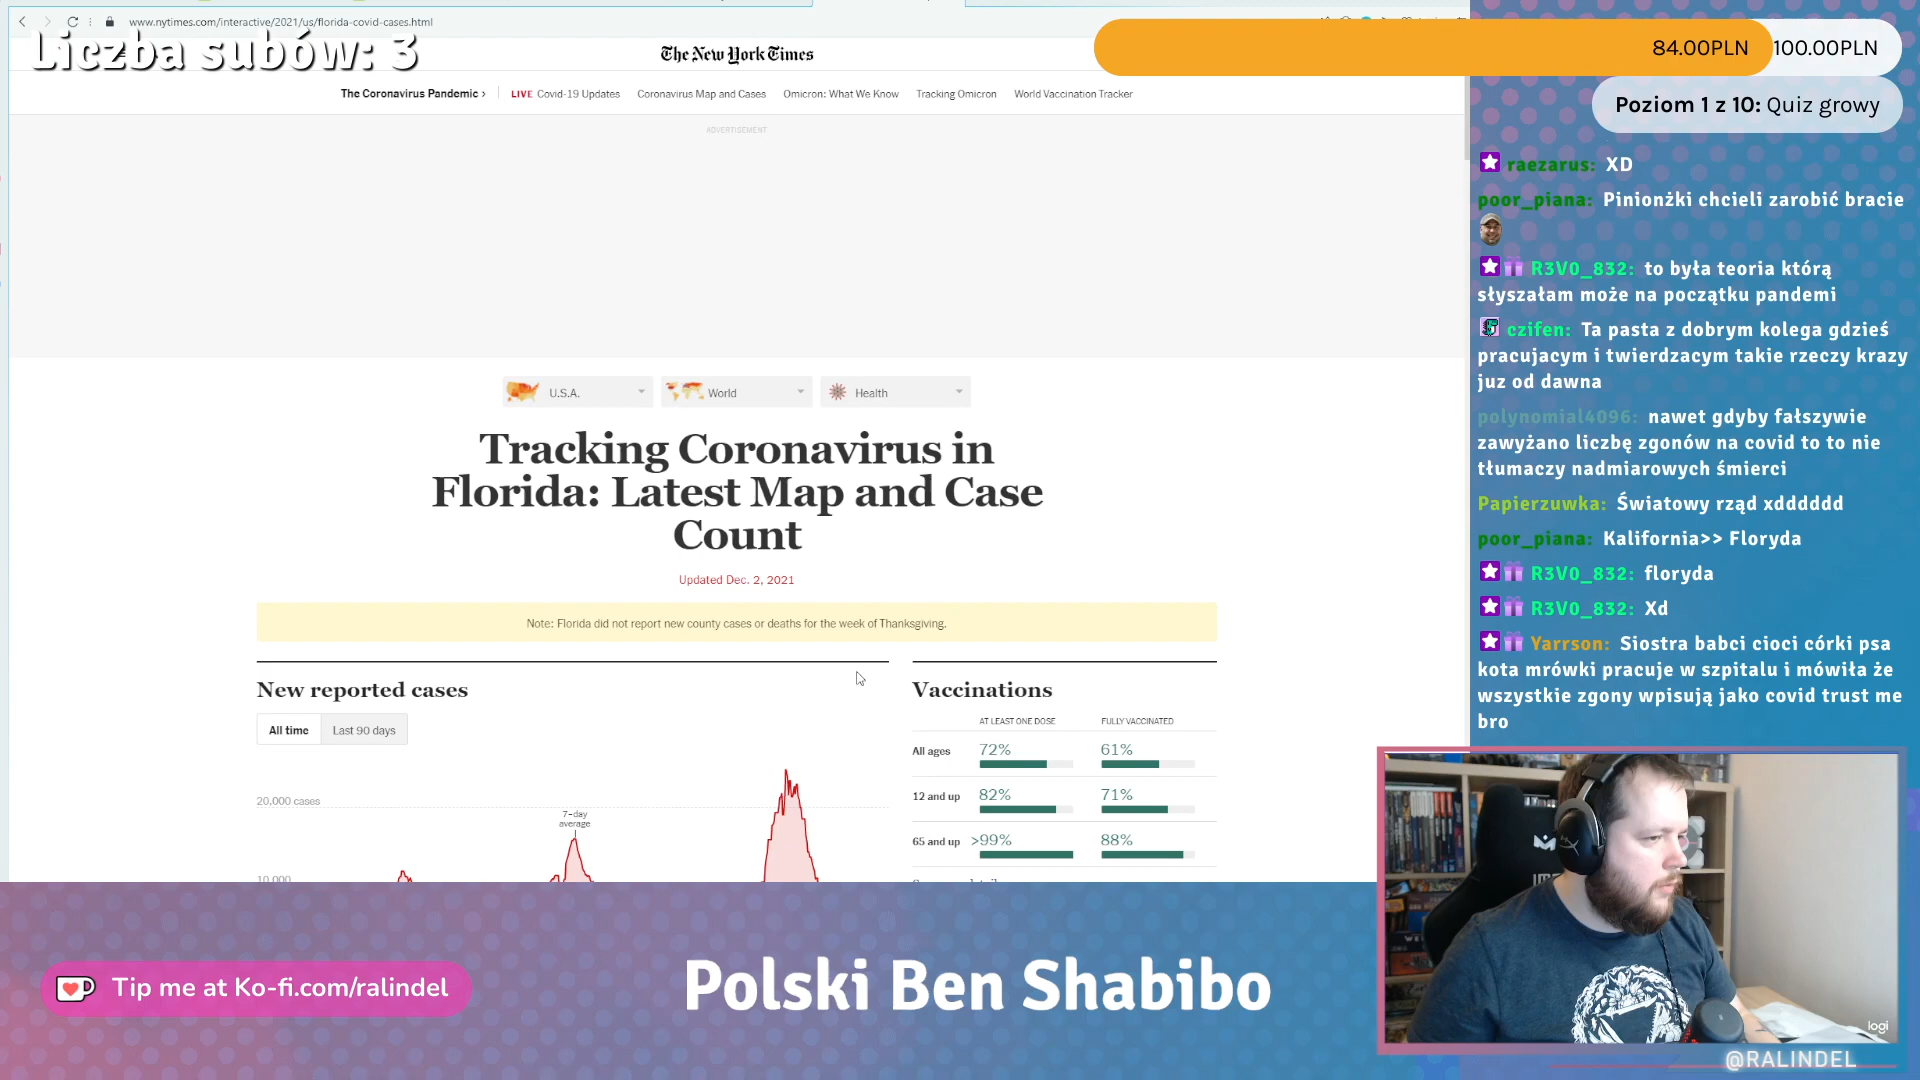 www.nytimes.com/interactive/2021/us/florida-covid-cases.html
Liczba subów: 3
The New York Times
84.00PLN
100.00PLN
The Coronavirus Pandemic ›
LIVE Covid-19 Updates
Coronavirus Map and Cases
Omicron: What We Know
Tracking Omicron
World Vaccination Tracker
Poziom 1 z 10: Quiz growy
ADVERTISEMENT
raezarus: XD
poor_piana: Pinionżki chcieli zarobić bracie
R3V0_832: to była teoria którą
słyszałam może na początku pandemi
czifen: Ta pasta z dobrym kolega gdzieś
pracujacym i twierdzacym takie rzeczy krazy
juz od dawna
polynomial4096: nawet gdyby fałszywie
zawyżano liczbę zgonów na covid to to nie
tłumaczy nadmiarowych śmierci
Papierzuwka: Światowy rząd xdddddd
poor_piana: Kalifornia>> Floryda
R3V0_832: floryda
R3V0_832: Xd
Yarrson: Siostra babci cioci córki psa
kota mrówki pracuje w szpitalu i mówiła że
wszystkie zgony wpisują jako covid trust me
bro
U.S.A.
World
Health
Tracking Coronavirus in
Florida: Latest Map and Case
Count
Updated Dec. 2, 2021
Note: Florida did not report new county cases or deaths for the week of Thanksgiving.
New reported cases
All time
Last 90 days
20,000 cases
7-day
average
10,000
Vaccinations
AT LEAST ONE DOSE
FULLY VACCINATED
All ages 72% 61%
12 and up 82% 71%
65 and up >99% 88%
Tip me at Ko-fi.com/ralindel
Polski Ben Shabibo
logi
@RALINDEL